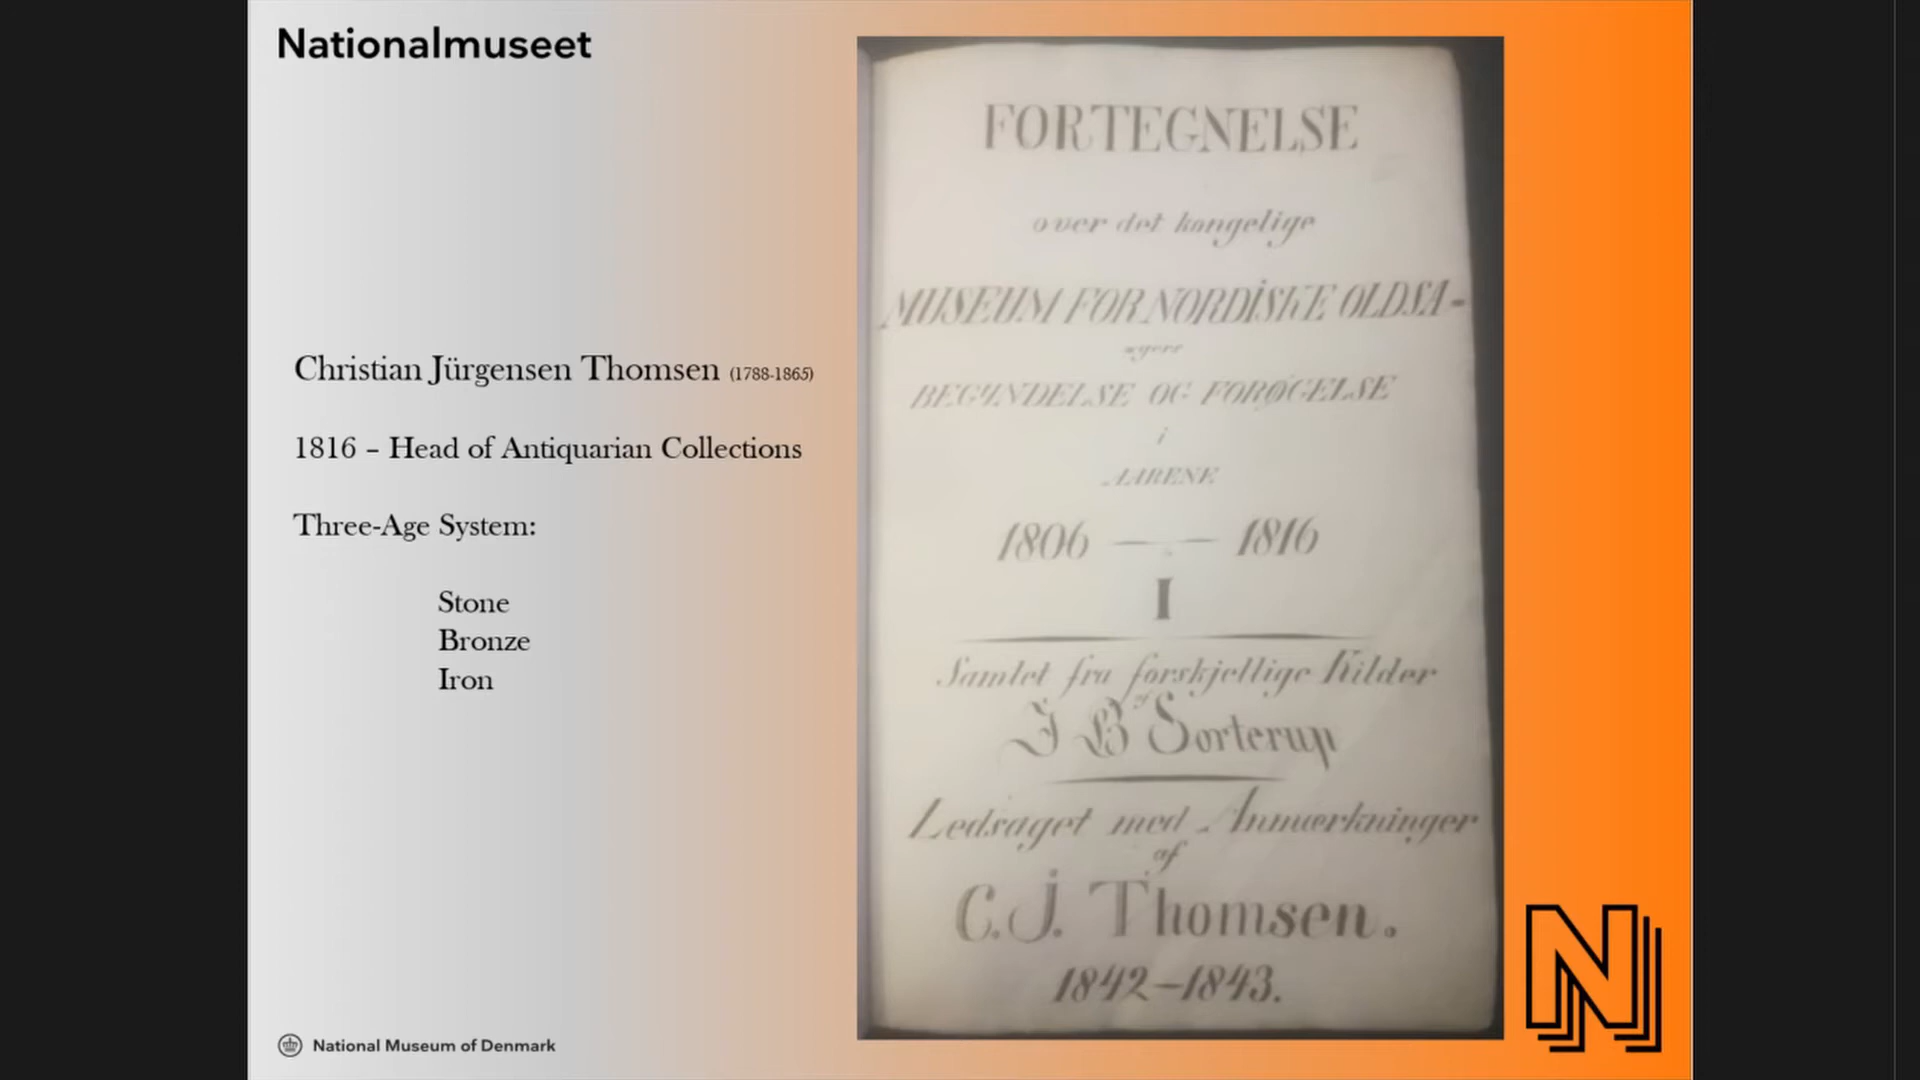 Nationalmuseet
Christian Jürgensen Thomsen (1788-1865)
1816 – Head of Antiquarian Collections
Three-Age System:
Stone
Bronze
Iron
National Museum of Denmark
FORTEGNELSE
over det kongelige
MUSEUM FOR NORDISKE OLDSA-
gers
BEGYNDELSE OG FORØGELSE
i
AARENE
1806 — 1816
I
Samlet fra forskjellige Kilder
af
J B Sorterup
Ledsaget med Anmærkninger
af
C. J. Thomsen.
1842–1843.
N